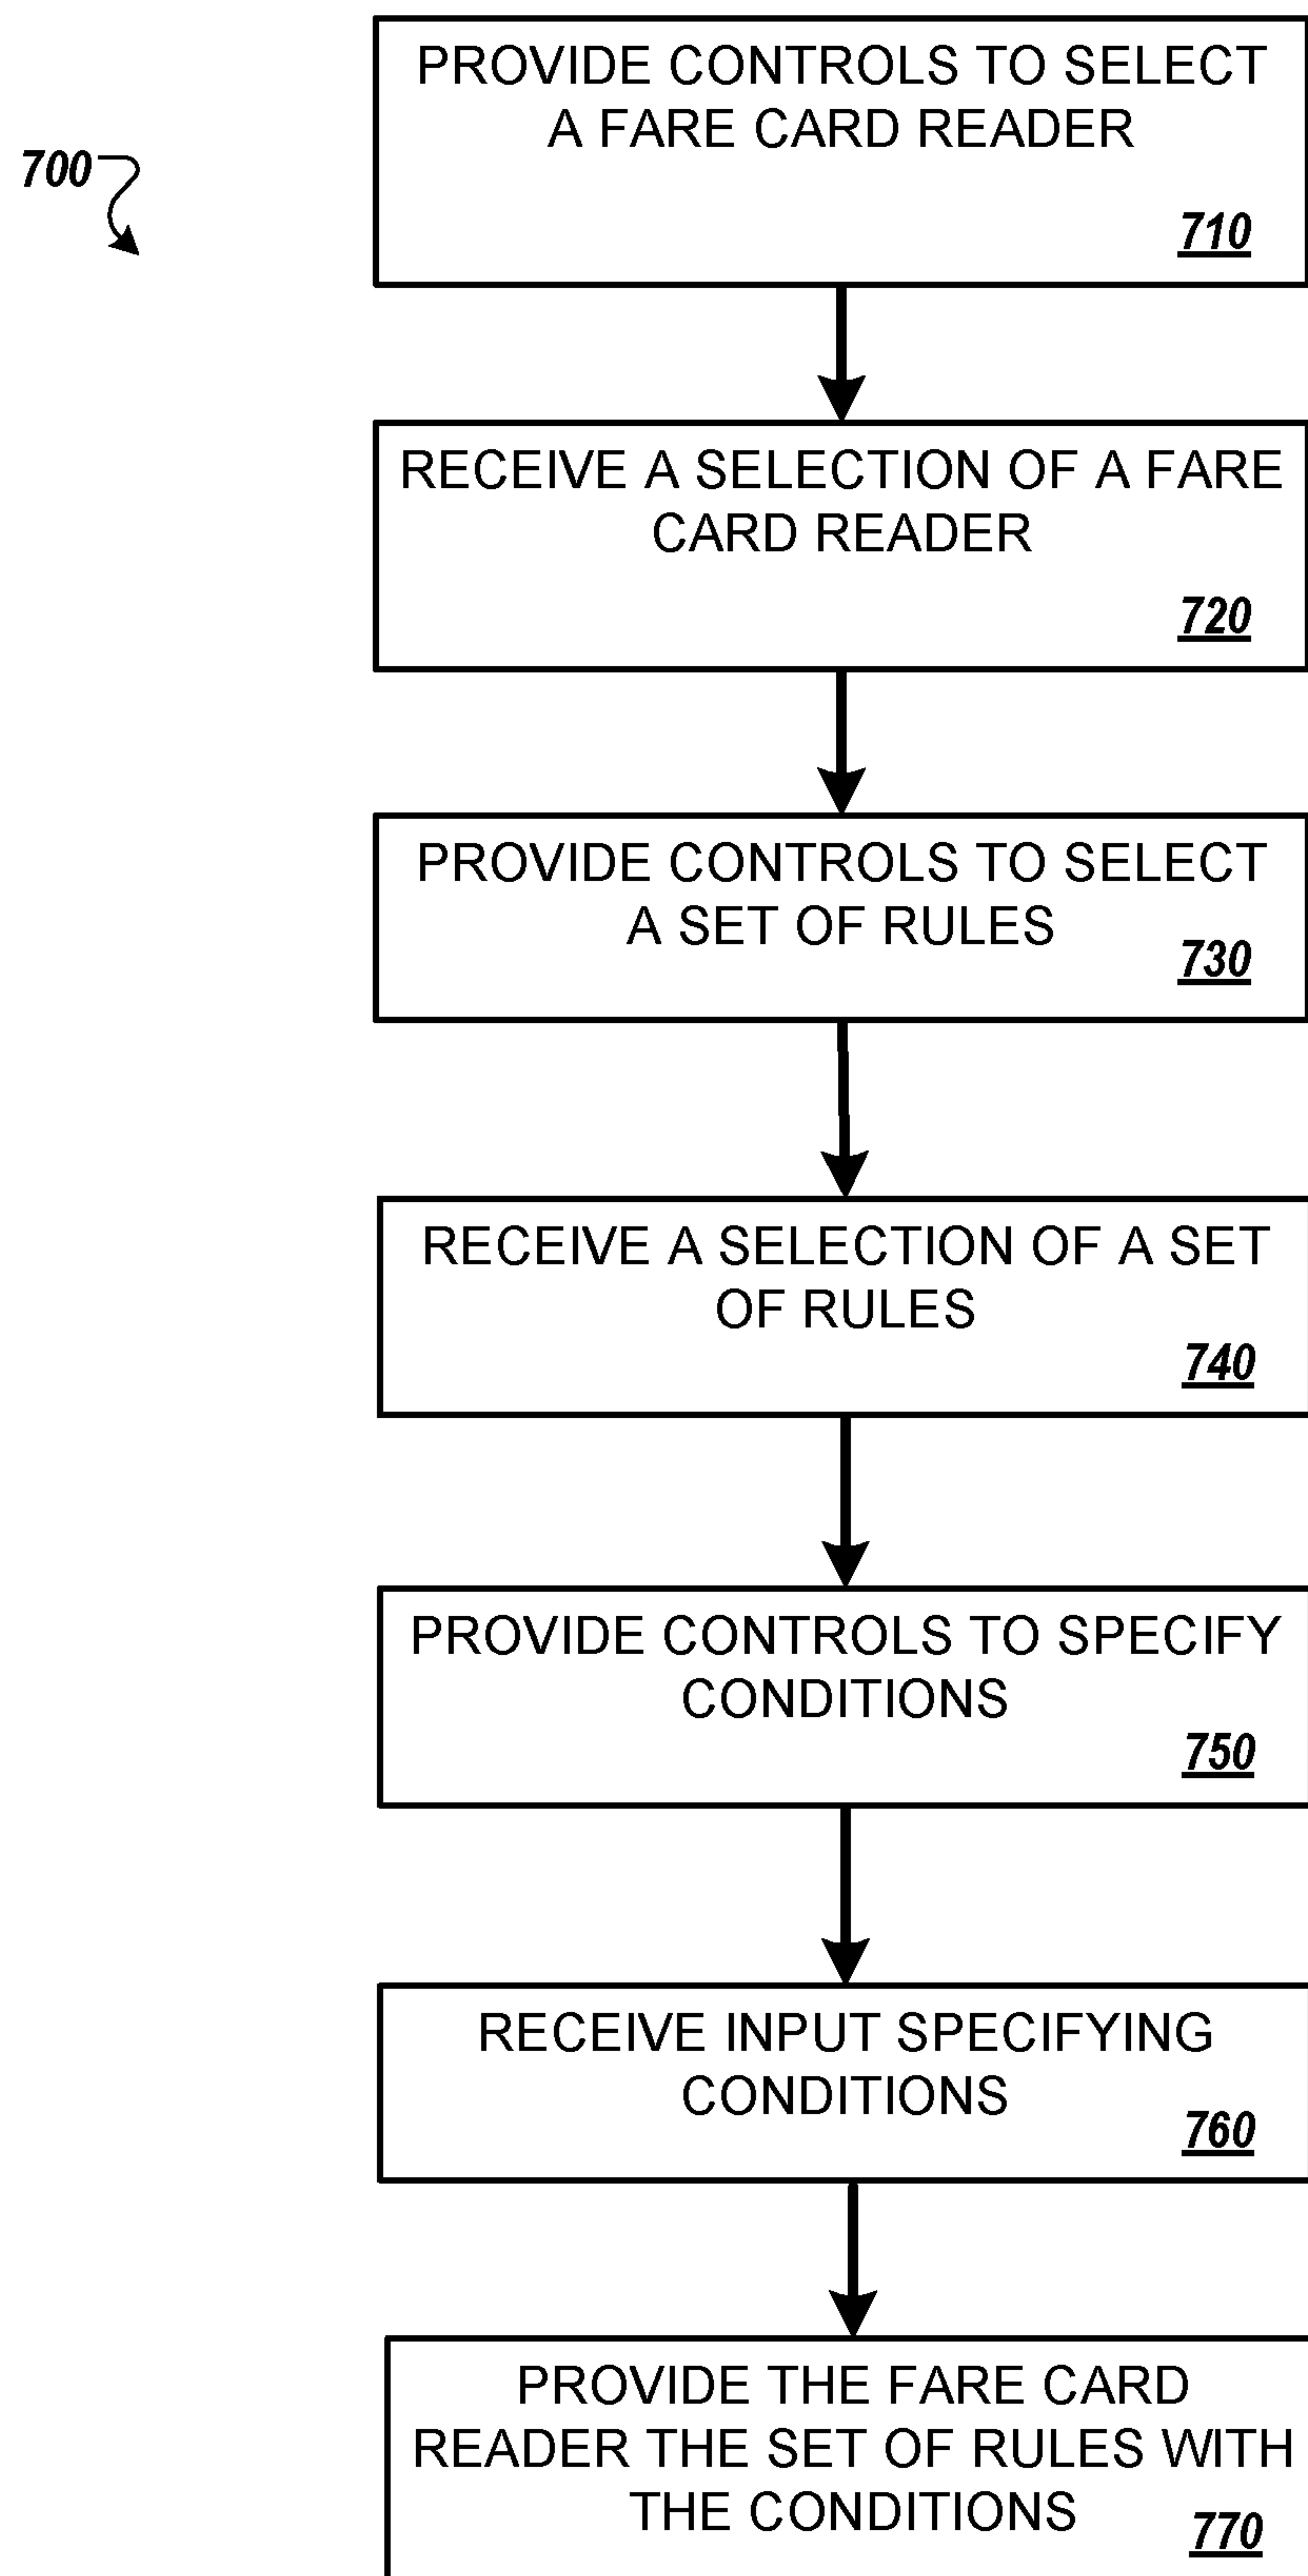 PROVIDE CONTROLS TO SELECT
A FARE CARD READER
700
710
RECEIVE A SELECTION OF A FARE
CARD READER
720
PROVIDE CONTROLS TO SELECT
A SET OF RULES
730
RECEIVE A SELECTION OF A SET
OF RULES
740
PROVIDE CONTROLS TO SPECIFY
CONDITIONS
750
RECEIVE INPUT SPECIFYING
CONDITIONS
760
PROVIDE THE FARE CARD
READER THE SET OF RULES WITH
THE CONDITIONS
770